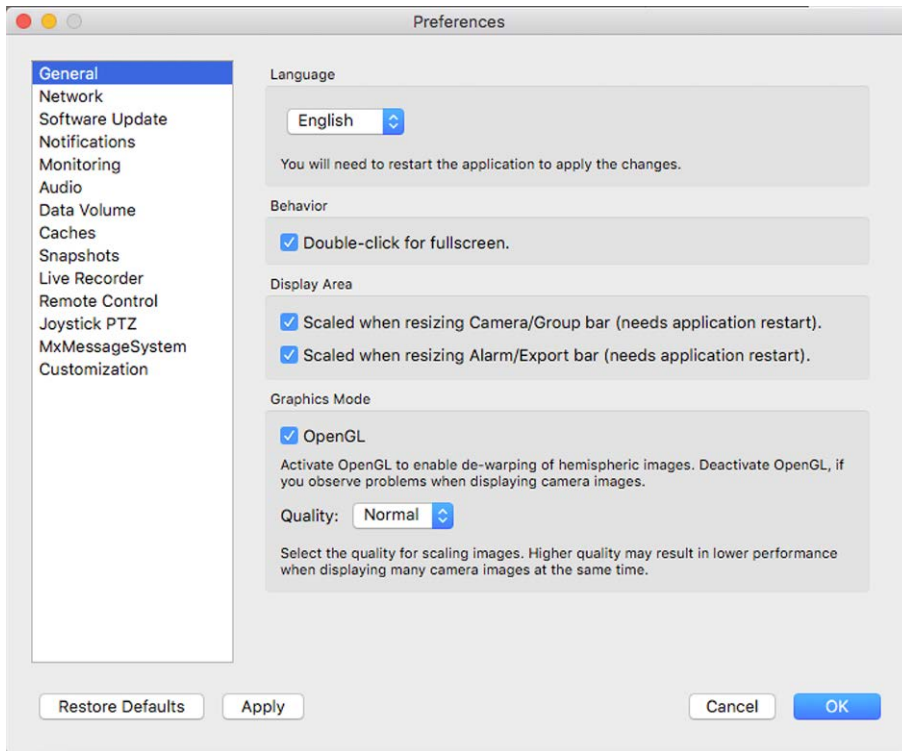 Preferences
General
Network
Software Update
Notifications
Monitoring
Audio
Data Volume
Caches
Snapshots
Live Recorder
Remote Control
Joystick PTZ
MxMessageSystem
Customization
Language
English
You will need to restart the application to apply the changes.
Behavior
Double-click for fullscreen.
Display Area
Scaled when resizing Camera/Group bar (needs application restart).
Scaled when resizing Alarm/Export bar (needs application restart).
Graphics Mode
OpenGL
Activate OpenGL to enable de-warping of hemispheric images. Deactivate OpenGL, if
you observe problems when displaying camera images.
Quality: Normal
Select the quality for scaling images. Higher quality may result in lower performance
when displaying many camera images at the same time.
Restore Defaults Apply Cancel OK